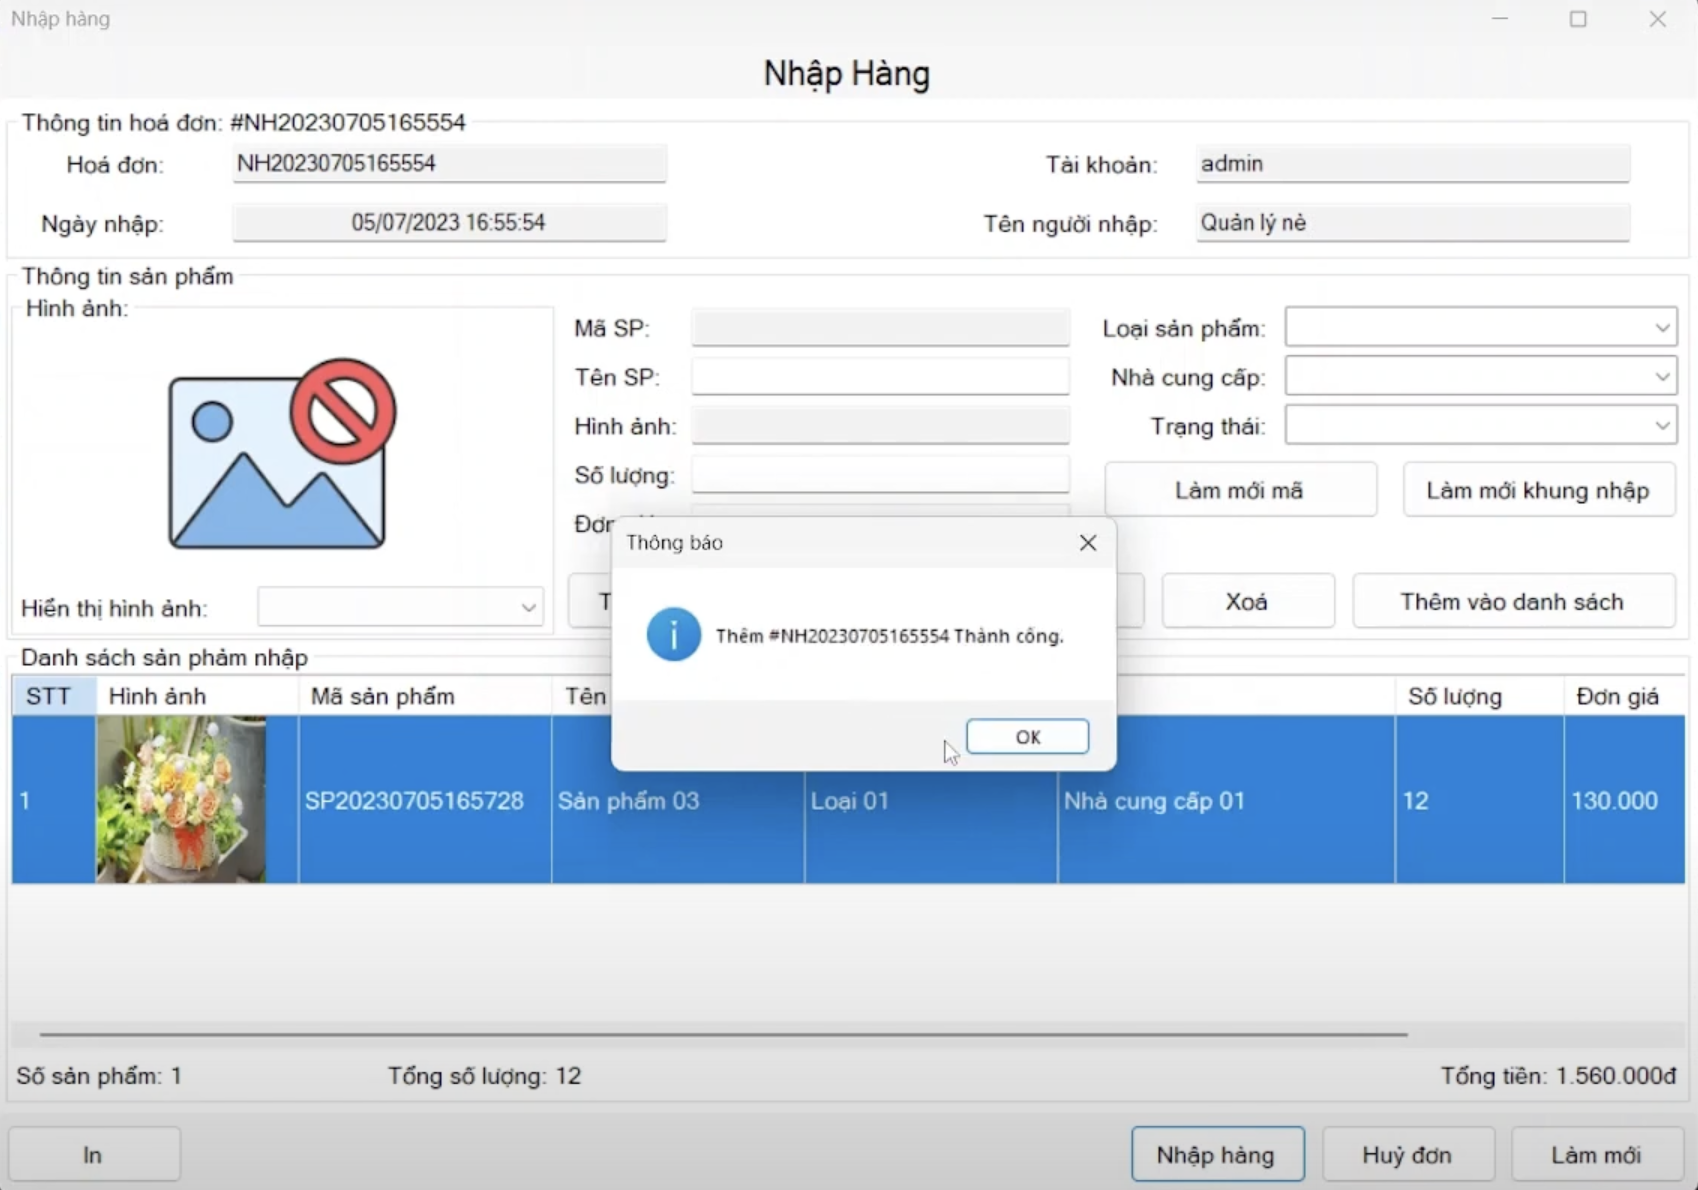 Nhập hàng
Nhập Hàng
Thông tin hoá đơn: #NH20230705165554
Hoá đơn: NH20230705165554
Tài khoản: admin
Ngày nhập: 05/07/2023 16:55:54
Tên người nhập: Quản lý nè
Thông tin sản phẩm
Hình ảnh:
Mã SP:
Loại sản phẩm:
Tên SP:
Nhà cung cấp:
Hình ảnh:
Trạng thái:
Số lượng:
Làm mới mã
Làm mới khung nhập
Thông báo
Thêm #NH20230705165554 Thành công.
OK
Hiển thị hình ảnh:
Xoá
Thêm vào danh sách
Danh sách sản phảm nhập
STT Hình ảnh Mã sản phẩm Tên Số lượng Đơn giá
1 SP20230705165728 Sản phẩm 03 Loại 01 Nhà cung cấp 01 12 130.000
Số sản phẩm: 1 Tổng số lượng: 12 Tổng tiền: 1.560.000đ
In Nhập hàng Huỷ đơn Làm mới